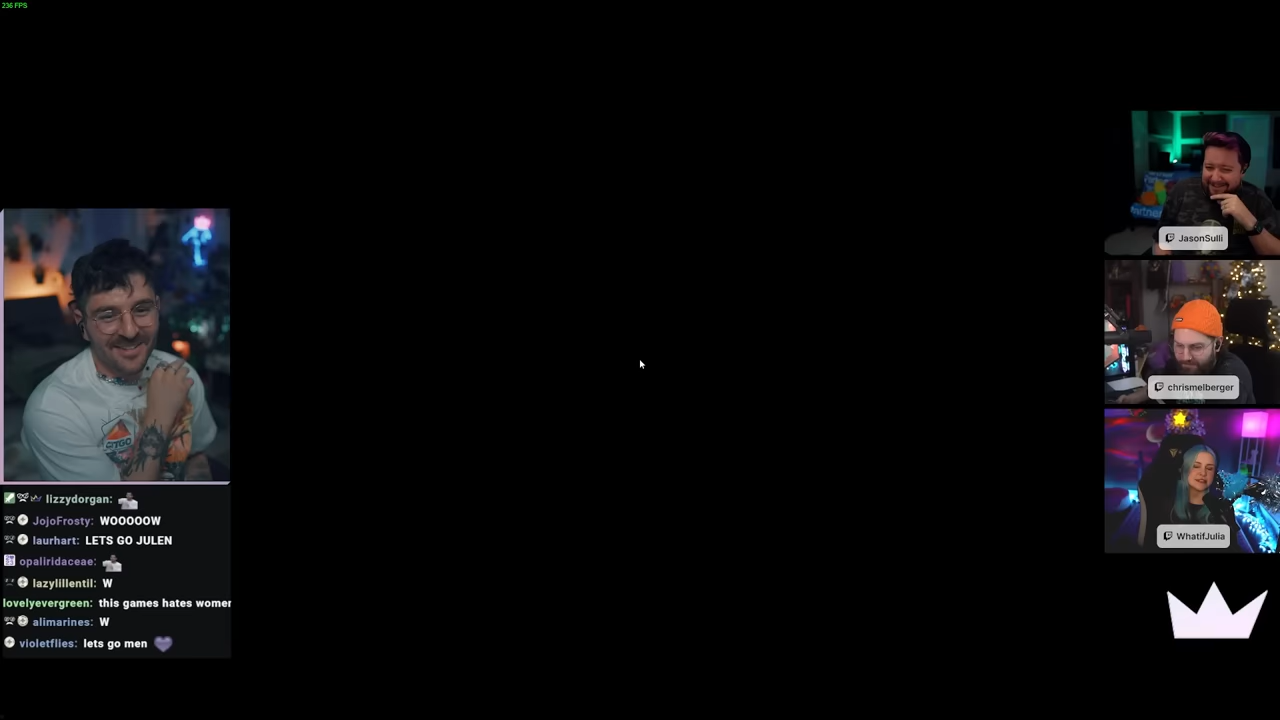 236 FPS
JasonSulli
chrismelberger
WhatifJulia
CITGO
lizzydorgan:
JojoFrosty: WOOOOOW
laurhart: LETS GO JULEN
opaliridaceae:
lazylillentil: W
lovelyevergreen: this games hates women
alimarines: W
violetflies: lets go men